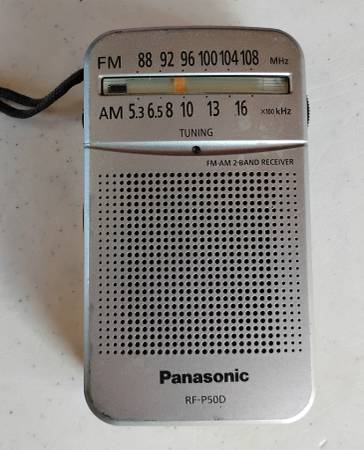 FM 88 92 96 100 104 108 MHz
AM 5.3 6.5 8 10 13 16 ×100 kHz
TUNING
FM-AM 2-BAND RECEIVER
Panasonic
RF-P50D